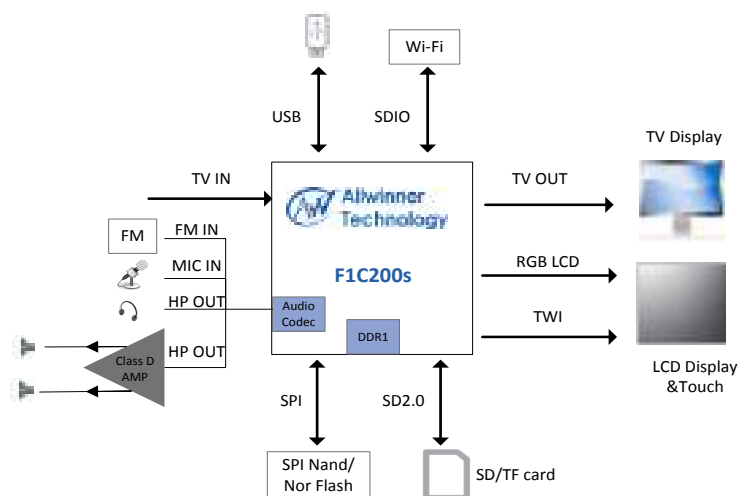 Wi-Fi
USB
SDIO
TV Display
TV IN
TV OUT
Allwinner
Technology
FM
FM IN
MIC IN
RGB LCD
F1C200s
HP OUT
Audio
Codec
TWI
DDR1
HP OUT
Class D
AMP
LCD Display
&Touch
SPI
SD2.0
SPI Nand/
Nor Flash
SD/TF card